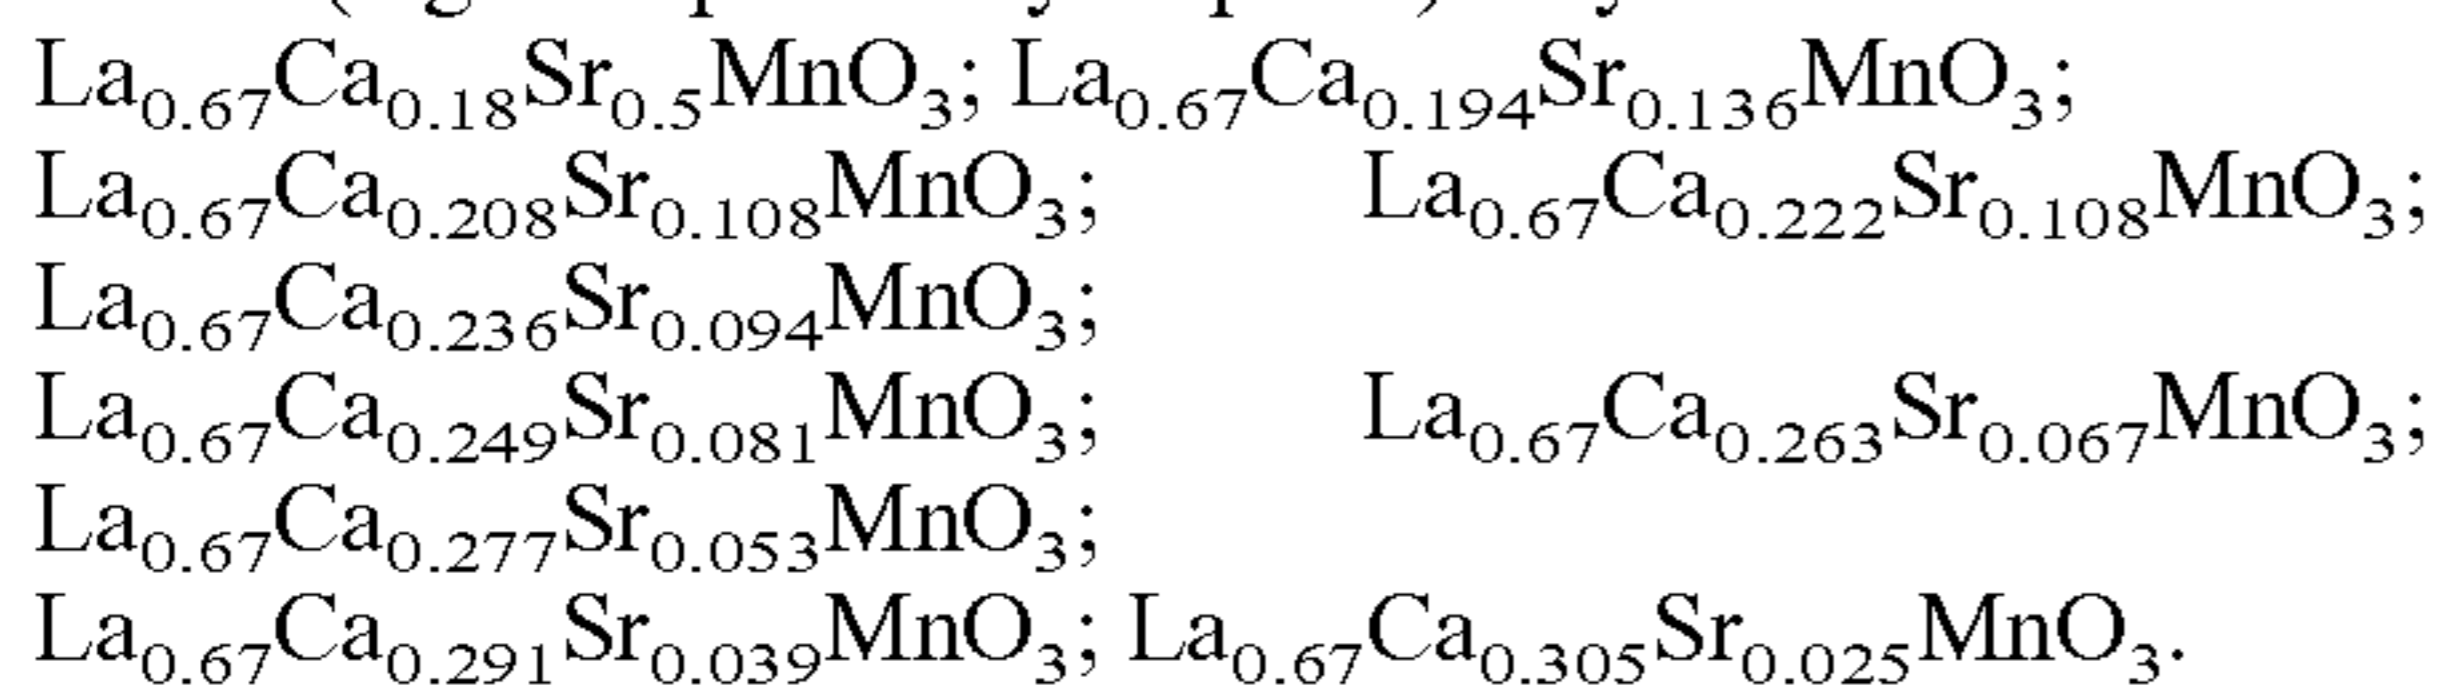 La₀.₆₇Ca₀.₁₈Sr₀.₅MnO₃; La₀.₆₇Ca₀.₁₉₄Sr₀.₁₃₆MnO₃;
La₀.₆₇Ca₀.₂₀₈Sr₀.₁₀₈MnO₃; La₀.₆₇Ca₀.₂₂₂Sr₀.₁₀₈MnO₃;
La₀.₆₇Ca₀.₂₃₆Sr₀.₀₉₄MnO₃;
La₀.₆₇Ca₀.₂₄₉Sr₀.₀₈₁MnO₃; La₀.₆₇Ca₀.₂₆₃Sr₀.₀₆₇MnO₃;
La₀.₆₇Ca₀.₂₇₇Sr₀.₀₅₃MnO₃;
La₀.₆₇Ca₀.₂₉₁Sr₀.₀₃₉MnO₃; La₀.₆₇Ca₀.₃₀₅Sr₀.₀₂₅MnO₃.